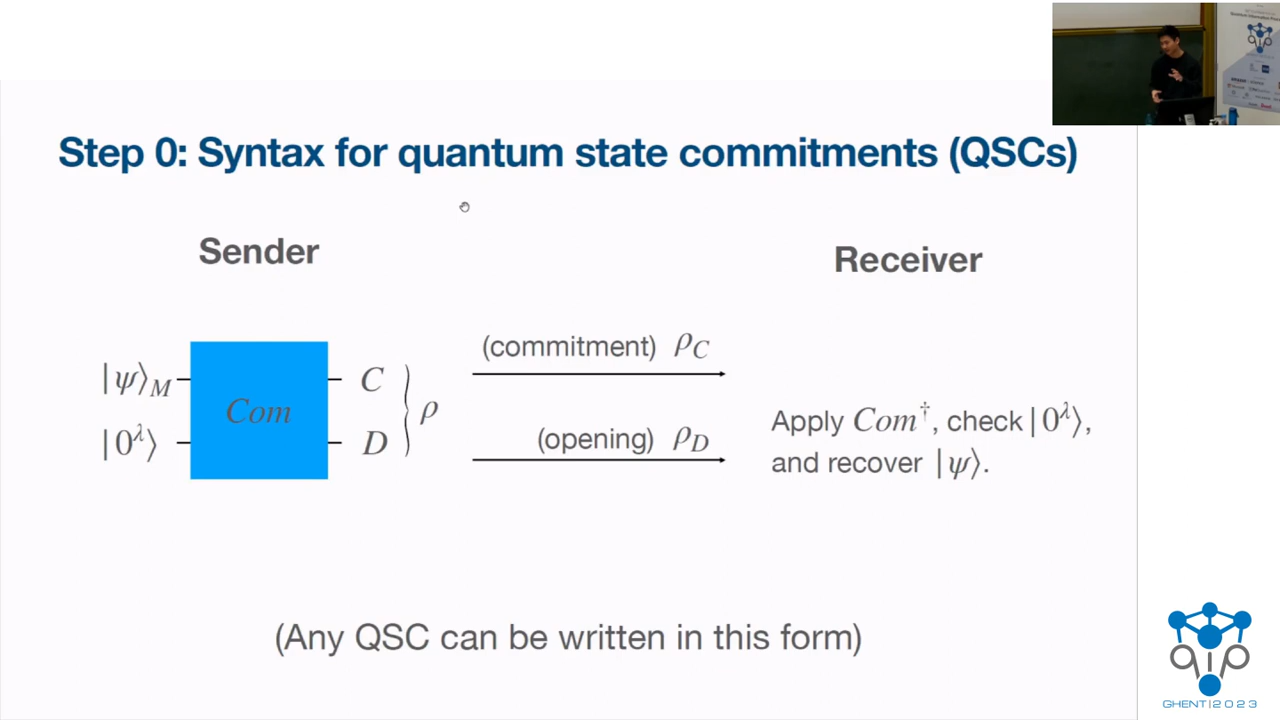 Step 0: Syntax for quantum state commitments (QSCs)
Sender
Receiver
|ψ⟩_M
|0^λ⟩
Com
C
D
ρ
(commitment) ρ_C
(opening) ρ_D
Apply Com†, check |0^λ⟩,
and recover |ψ⟩.
(Any QSC can be written in this form)
qip
GHENT|2023